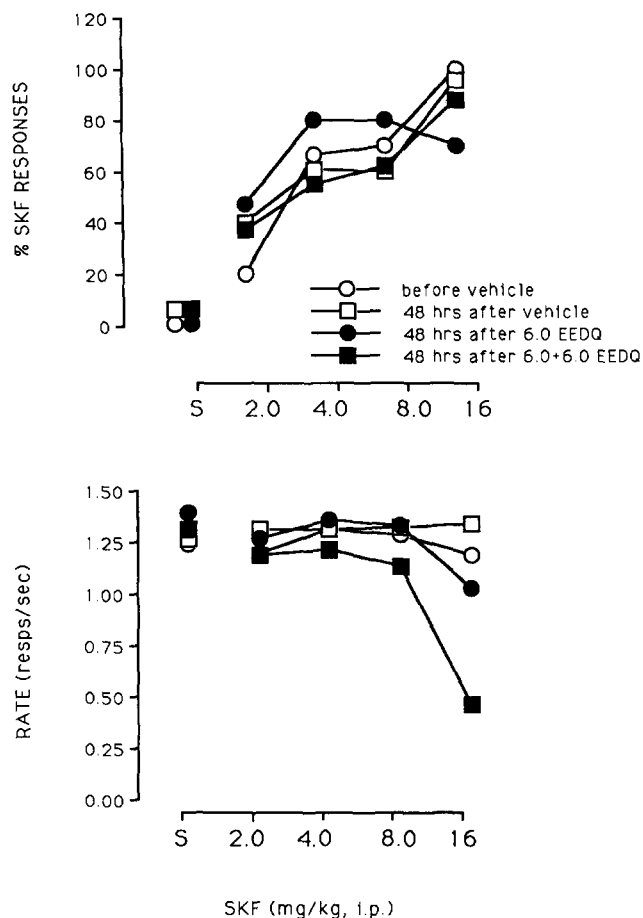 120
100
80
60
40
20
0
% SKF RESPONSES
before vehicle
48 hrs after vehicle
48 hrs after 6.0 EEDQ
48 hrs after 6.0+6.0 EEDQ
S 2.0 4.0 8.0 16
1.50
1.25
1.00
0.75
0.50
0.25
0.00
RATE (resps/sec)
S 2.0 4.0 8.0 16
SKF (mg/kg, i.p.)